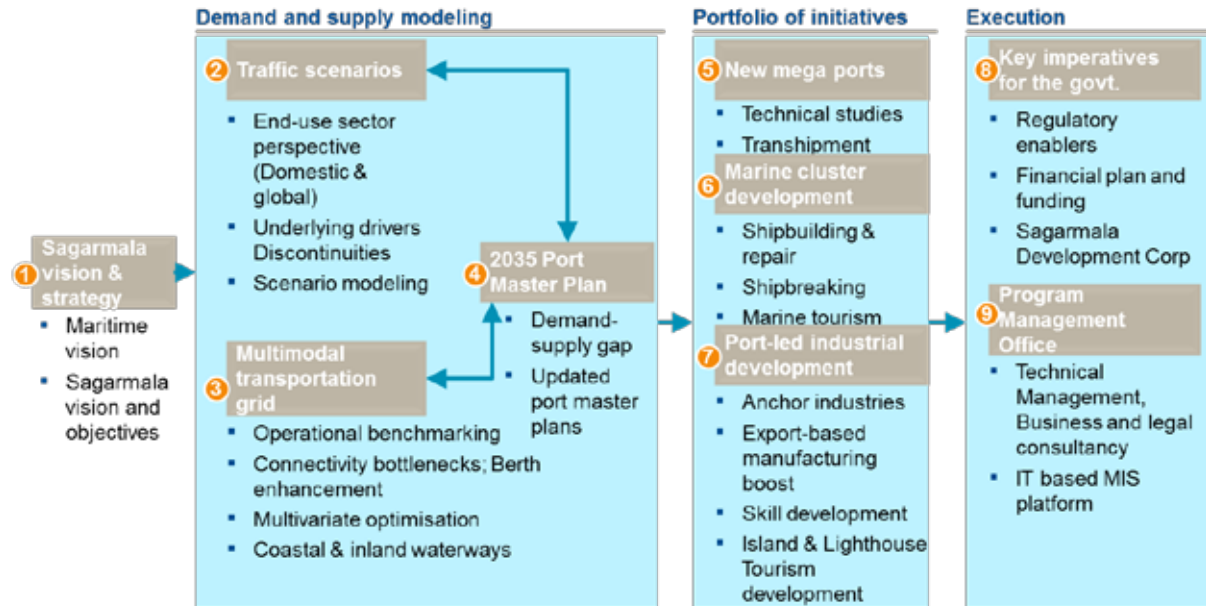 Demand and supply modeling
Portfolio of initiatives
Execution
1
Sagarmala
vision &
strategy
Maritime
vision
Sagarmala
vision and
objectives
2
Traffic scenarios
End-use sector
perspective
(Domestic &
global)
Underlying drivers
Discontinuities
Scenario modeling
3
Multimodal
transportation
grid
Operational benchmarking
Connectivity bottlenecks; Berth
enhancement
Multivariate optimisation
Coastal & inland waterways
4
2035 Port
Master Plan
Demand-
supply gap
Updated
port master
plans
5
New mega ports
Technical studies
Transhipment
6
Marine cluster
development
Shipbuilding &
repair
Shipbreaking
Marine tourism
7
Port-led industrial
development
Anchor industries
Export-based
manufacturing
boost
Skill development
Island & Lighthouse
Tourism
development
8
Key imperatives
for the govt.
Regulatory
enablers
Financial plan and
funding
Sagarmala
Development Corp
9
Program
Management
Office
Technical
Management,
Business and legal
consultancy
IT based MIS
platform